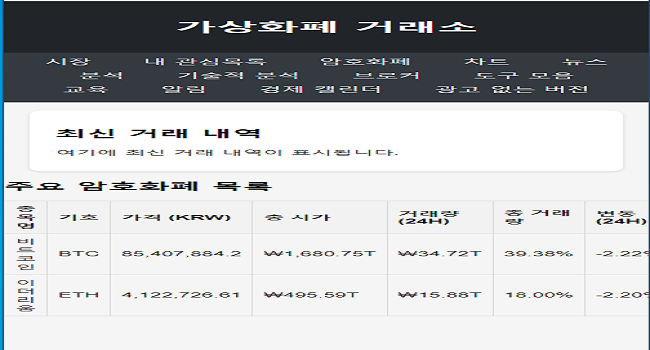 가상화폐 거래소
시장 내 관심목록 암호화폐 차트 뉴스
분석 기술적 분석 브로커 도구 모음
교육 알림 경제 캘린더 광고 없는 버전
최신 거래 내역
여기에 최신 거래 내역이 표시됩니다.
주요 암호화폐 목록
종목명 기호 가격 (KRW) 총 시가 거래량 (24H) 총 거래량 변동 (24H)
비트코인 BTC 85,407,884.2 ₩1,680.75T ₩34.72T 39.38% -2.22%
이더리움 ETH 4,122,726.61 ₩495.59T ₩15.88T 18.00% -2.20%